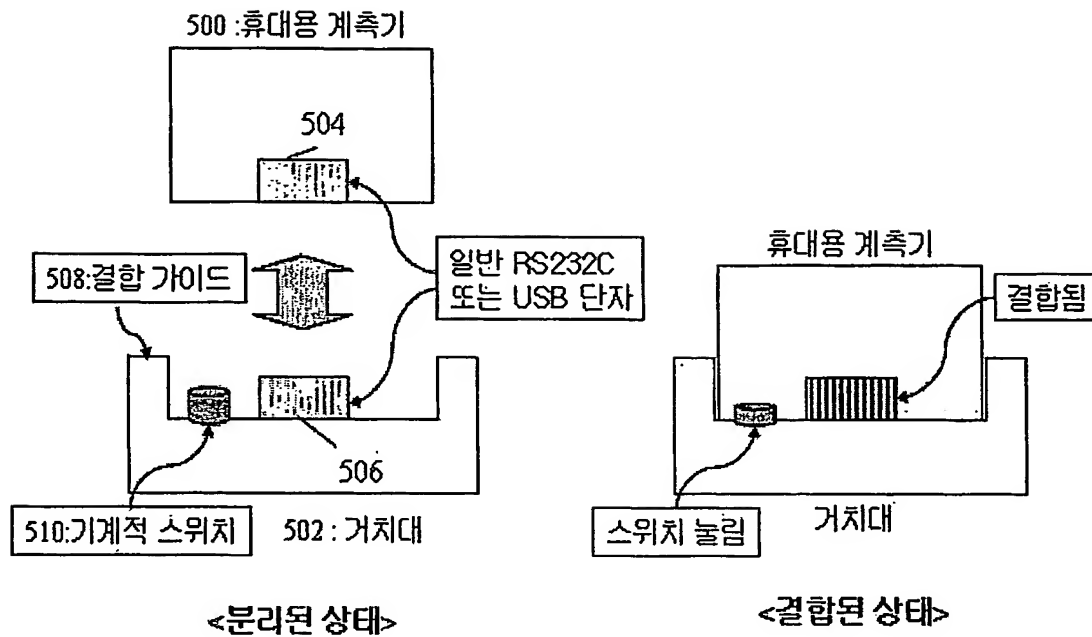 500 :휴대용 계측기
504
508:결합 가이드
일반 RS232C
또는 USB 단자
506
510:기계적 스위치
502 : 거치대
<분리된 상태>
휴대용 계측기
결합됨
스위치 눌림
거치대
<결합된 상태>